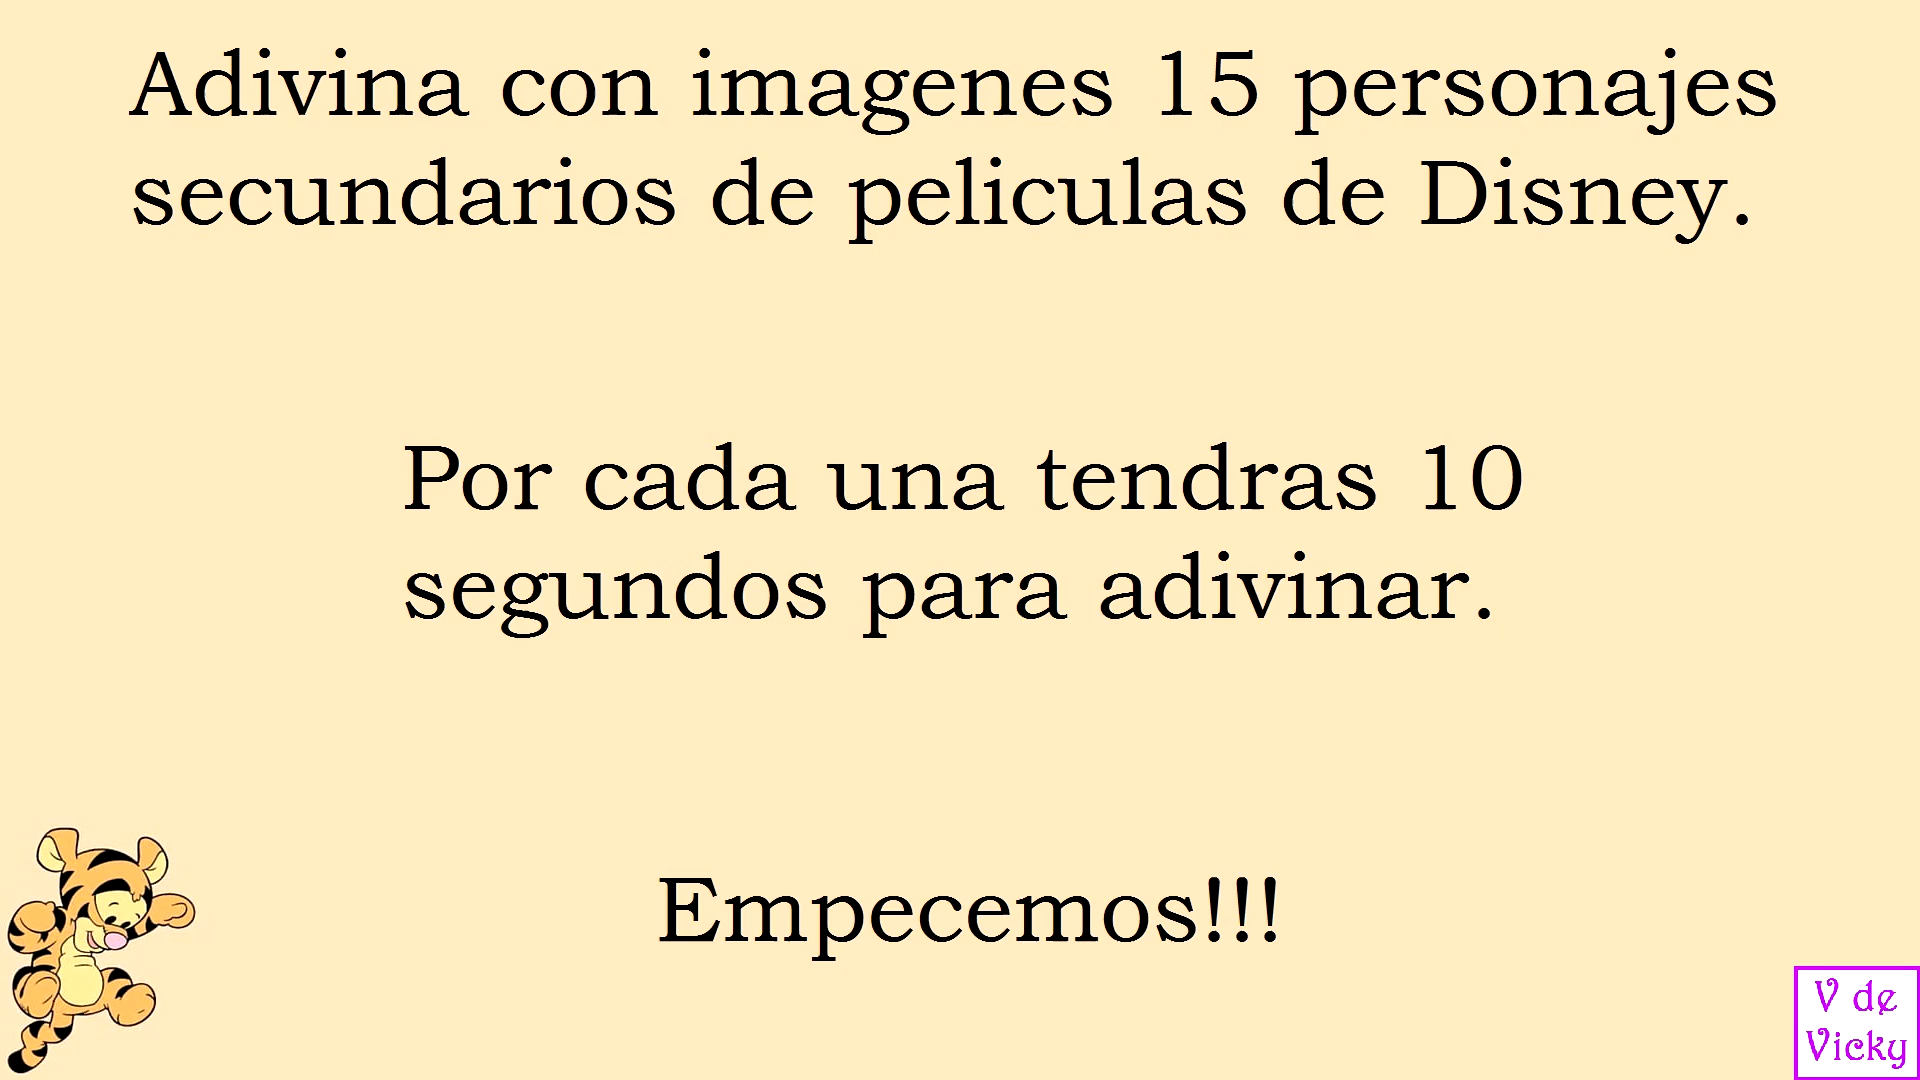 Adivina con imagenes 15 personajes
secundarios de peliculas de Disney.
Por cada una tendras 10
segundos para adivinar.
Empecemos!!!
V de
Vicky